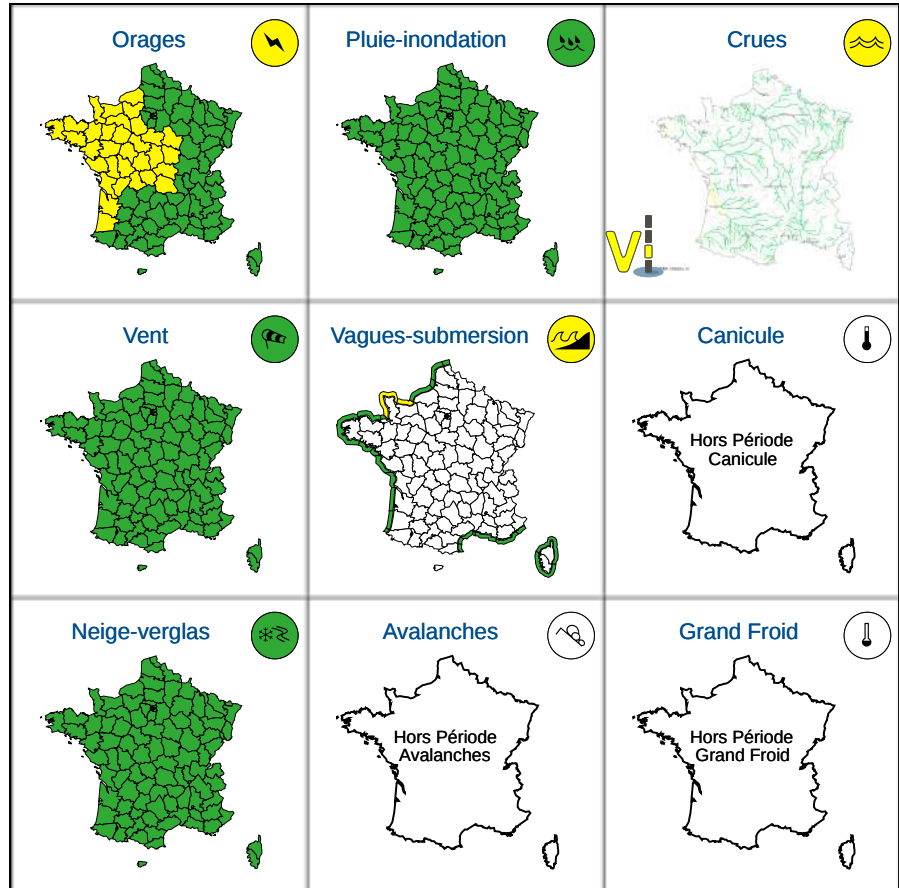 Orages
Pluie-inondation
Crues
Vent
Vagues-submersion
Canicule
Hors Période
Canicule
Neige-verglas
Avalanches
Hors Période
Avalanches
Grand Froid
Hors Période
Grand Froid